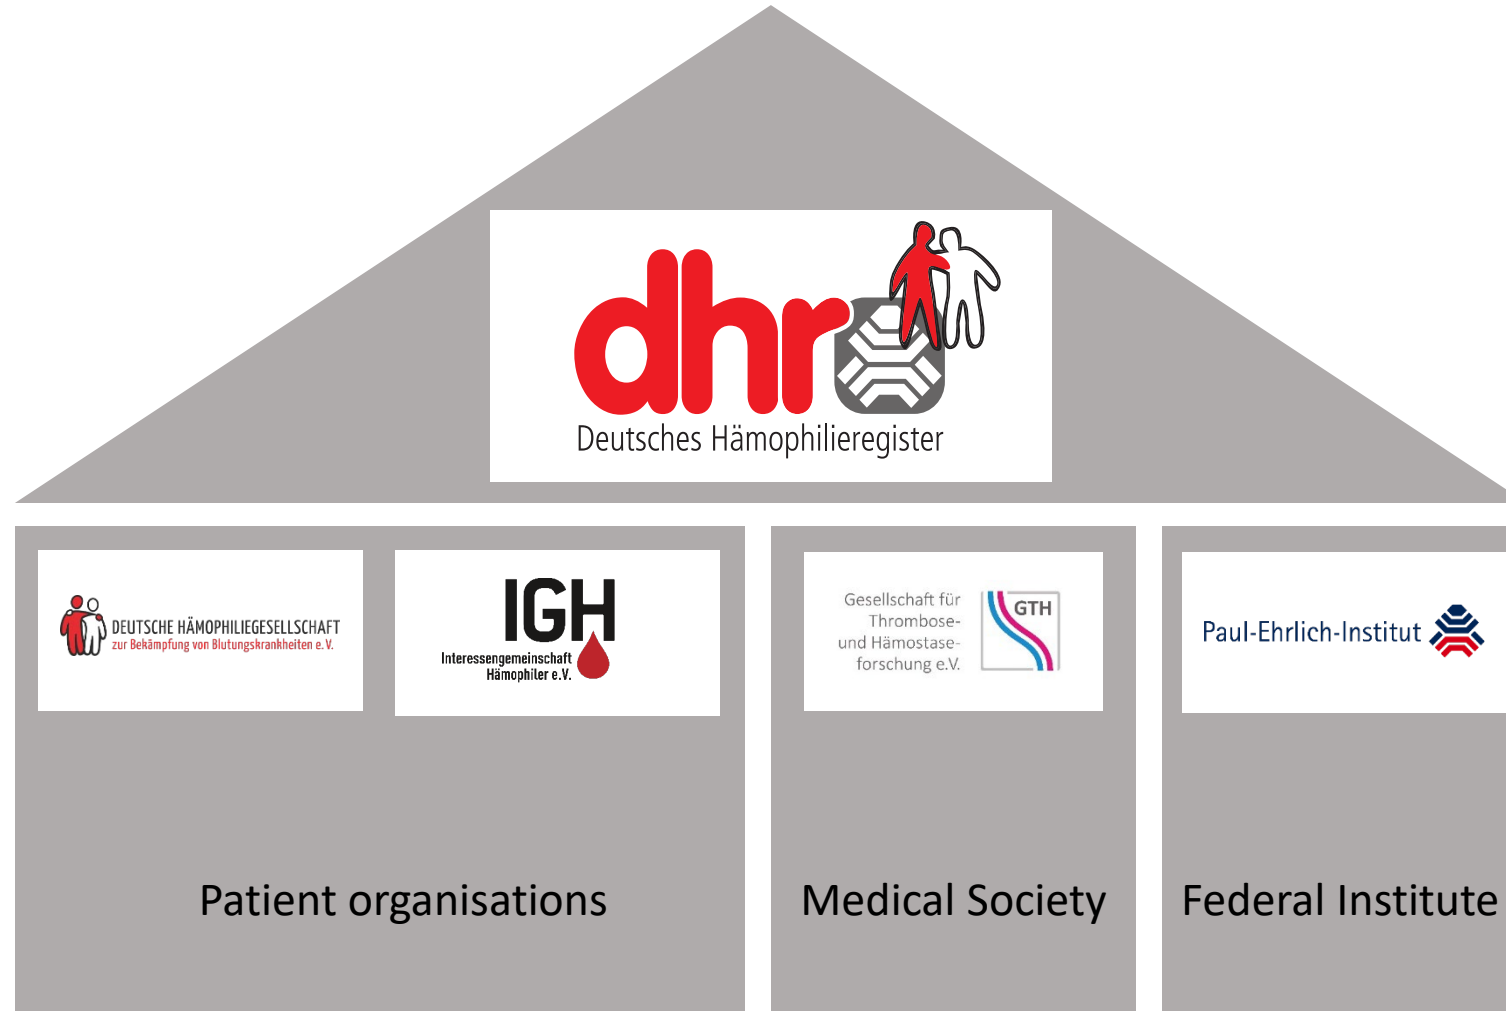 dhr
Deutsches Hämophilieregister
DEUTSCHE HÄMOPHILIEGESELLSCHAFT
zur Bekämpfung von Blutungskrankheiten e.V.
IGH
Interessengemeinschaft
Hämophiler e.V.
Gesellschaft für
Thrombose-
und Hämostase-
forschung e.V.
GTH
Paul-Ehrlich-Institut
Patient organisations
Medical Society
Federal Institute